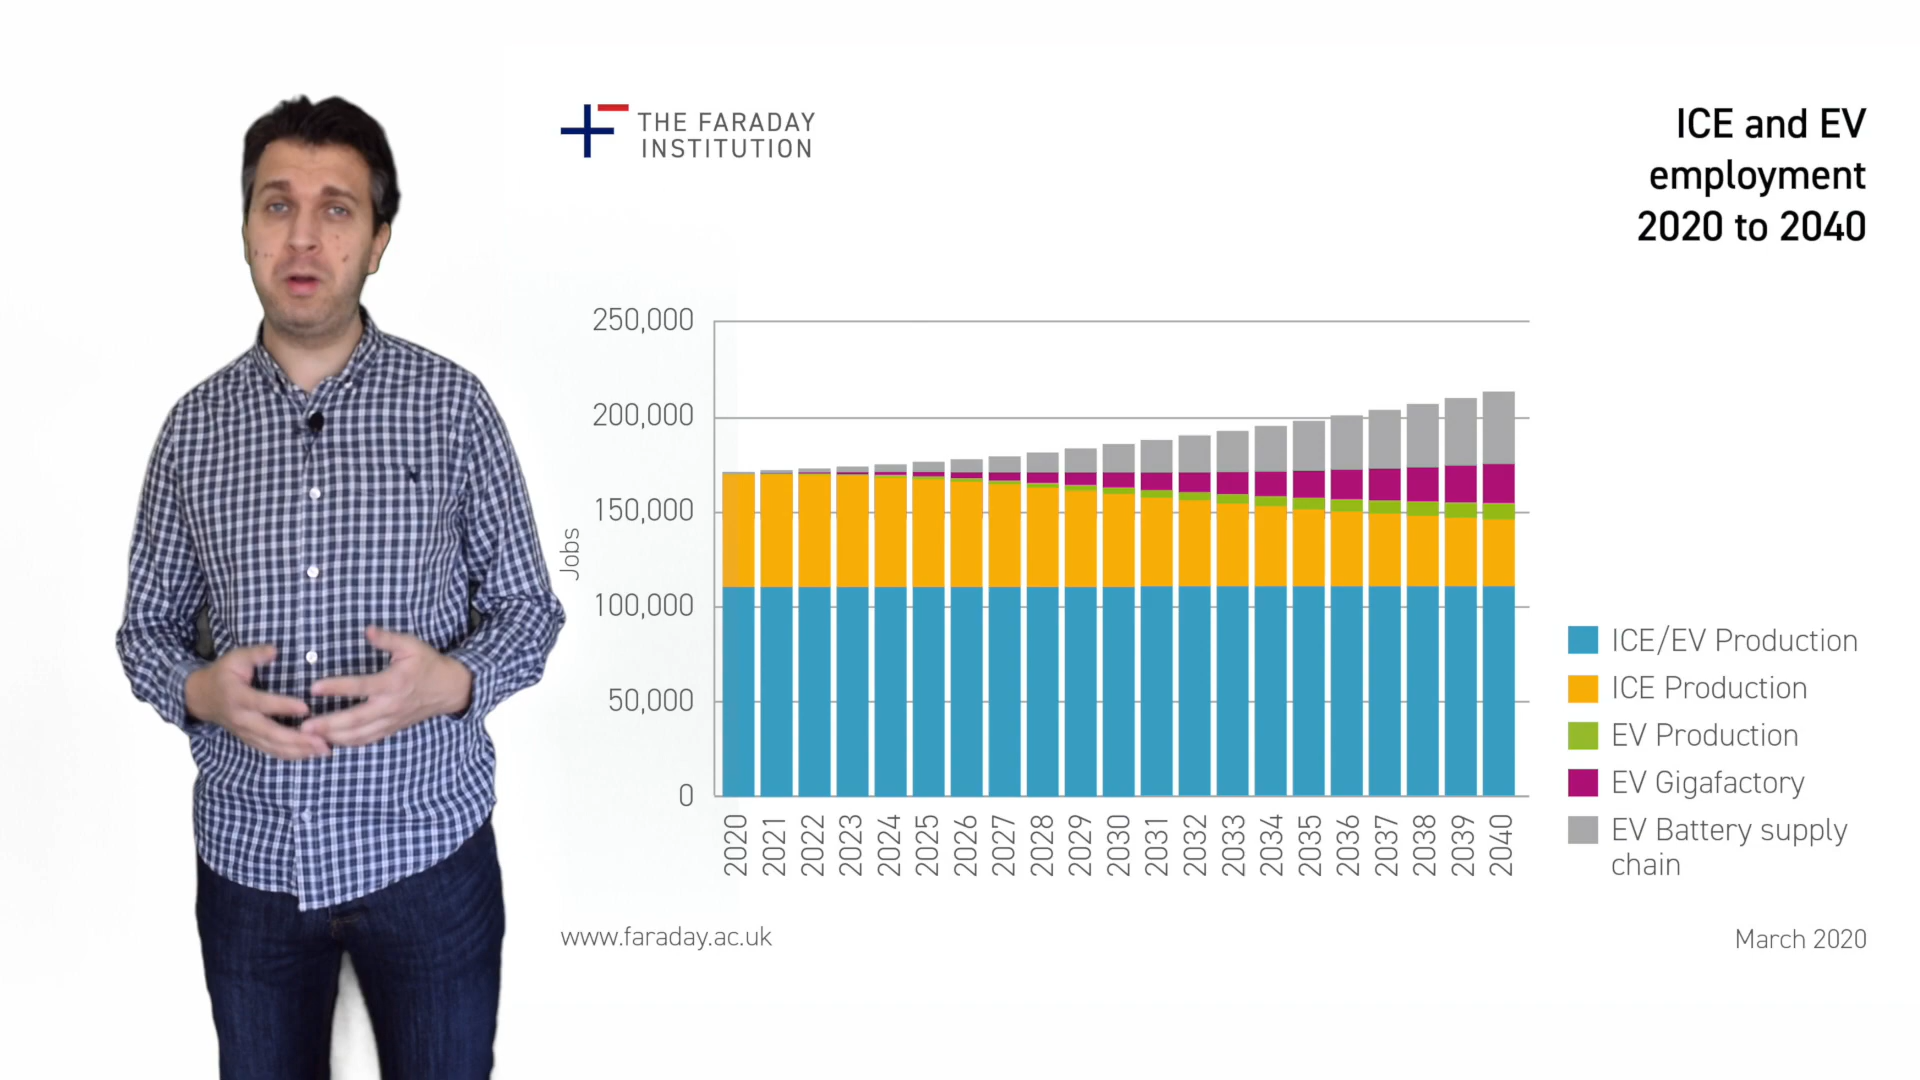 THE FARADAY
INSTITUTION
ICE and EV
employment
2020 to 2040
250,000
200,000
150,000
100,000
50,000
0
Jobs
2020
2021
2022
2023
2024
2025
2026
2027
2028
2029
2030
2031
2032
2033
2034
2035
2036
2037
2038
2039
2040
ICE/EV Production
ICE Production
EV Production
EV Gigafactory
EV Battery supply
chain
www.faraday.ac.uk
March 2020